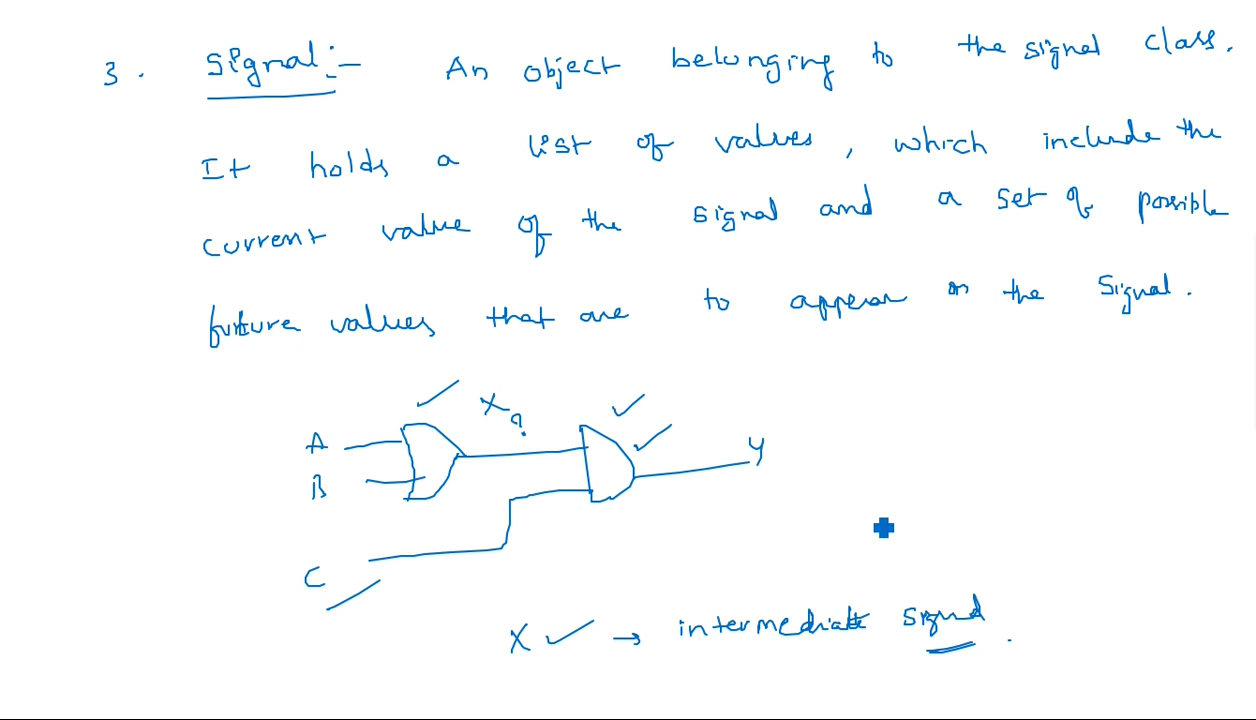 3. Signal :- An object belonging to the signal class.
It holds a list of values, which include the
current value of the signal and a set of possible
future values that are to appear on the signal.
X ?
A
Y
B
C
X → intermediate signal.